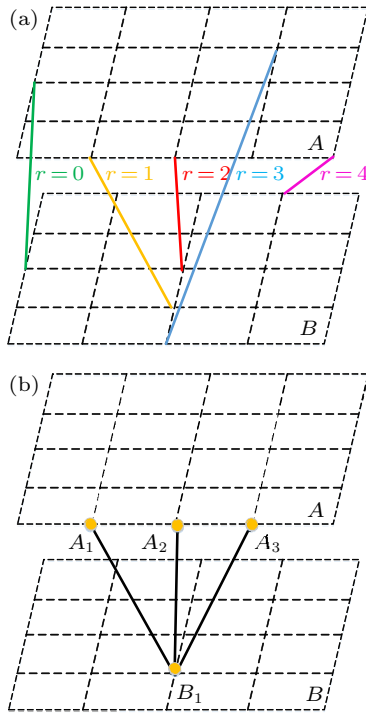 (a)
A
r = 0 r = 1 r = 2 r = 3 r = 4
B
(b)
A
A₁ A₂ A₃
B₁ B